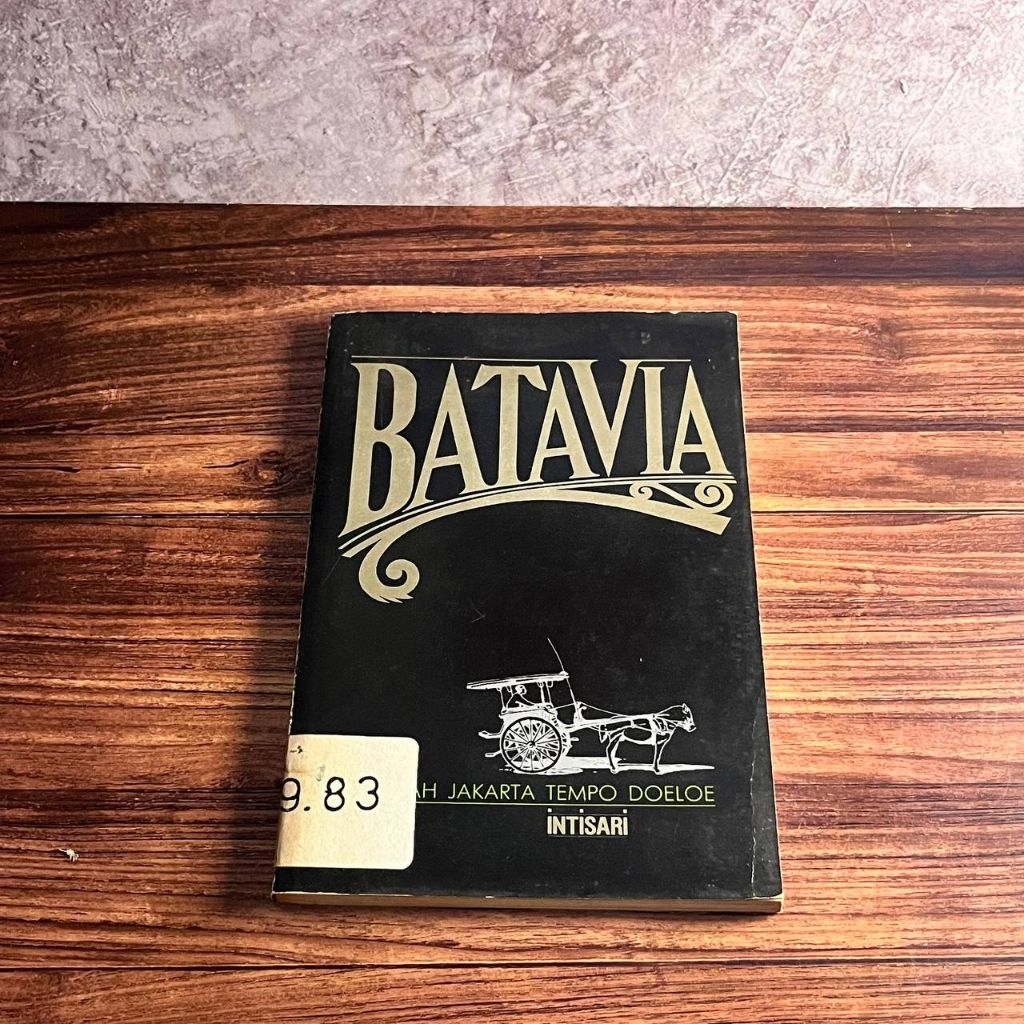 BATAVIA
9.83
AH JAKARTA TEMPO DOELOE
INTISARI